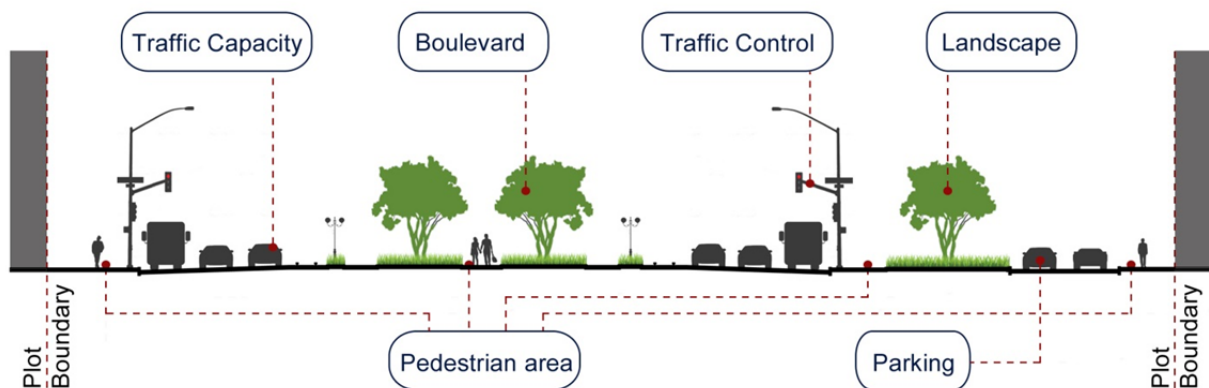 Traffic Capacity
Boulevard
Traffic Control
Landscape
Pedestrian area
Parking
Plot
Boundary
Plot
Boundary